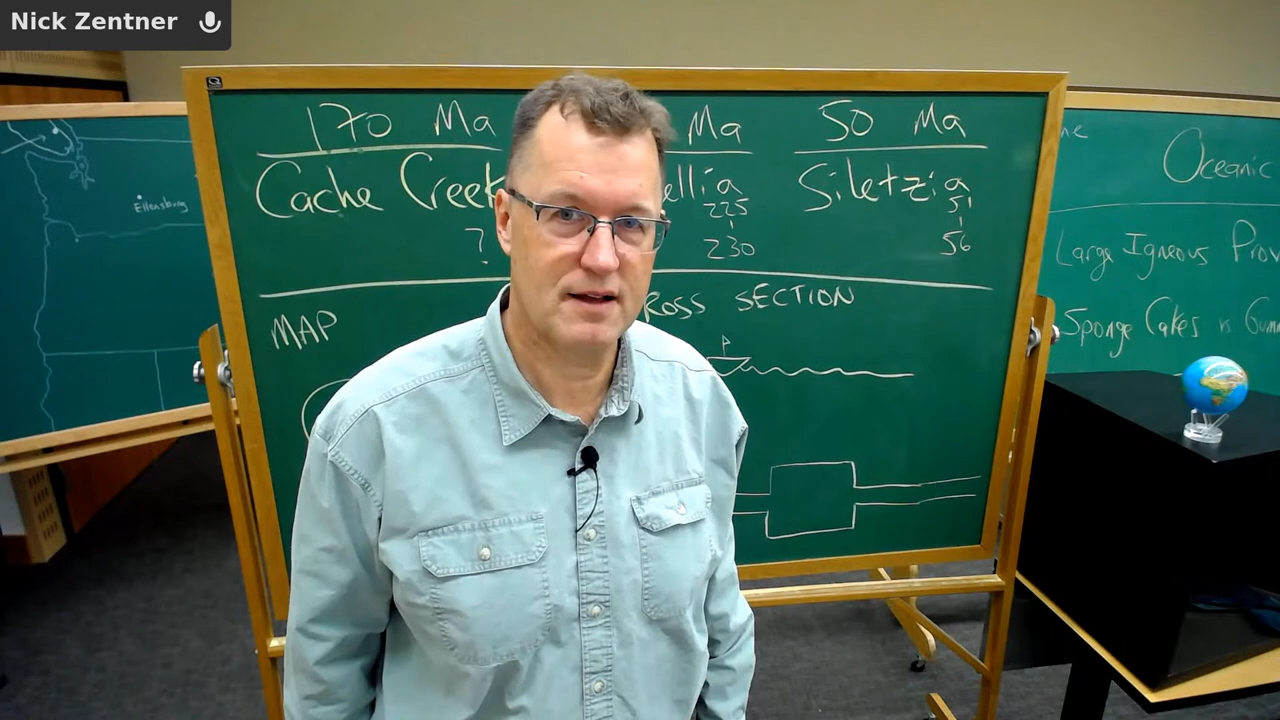 Nick Zentner
170 Ma
Ma
50 Ma
Cache Creek
ellia
Siletzia
?
225
230
51
56
MAP
ROSS SECTION
P
Ellensburg
Oceanic
Large Igneous Prov
Sponge Cakes vs Gum